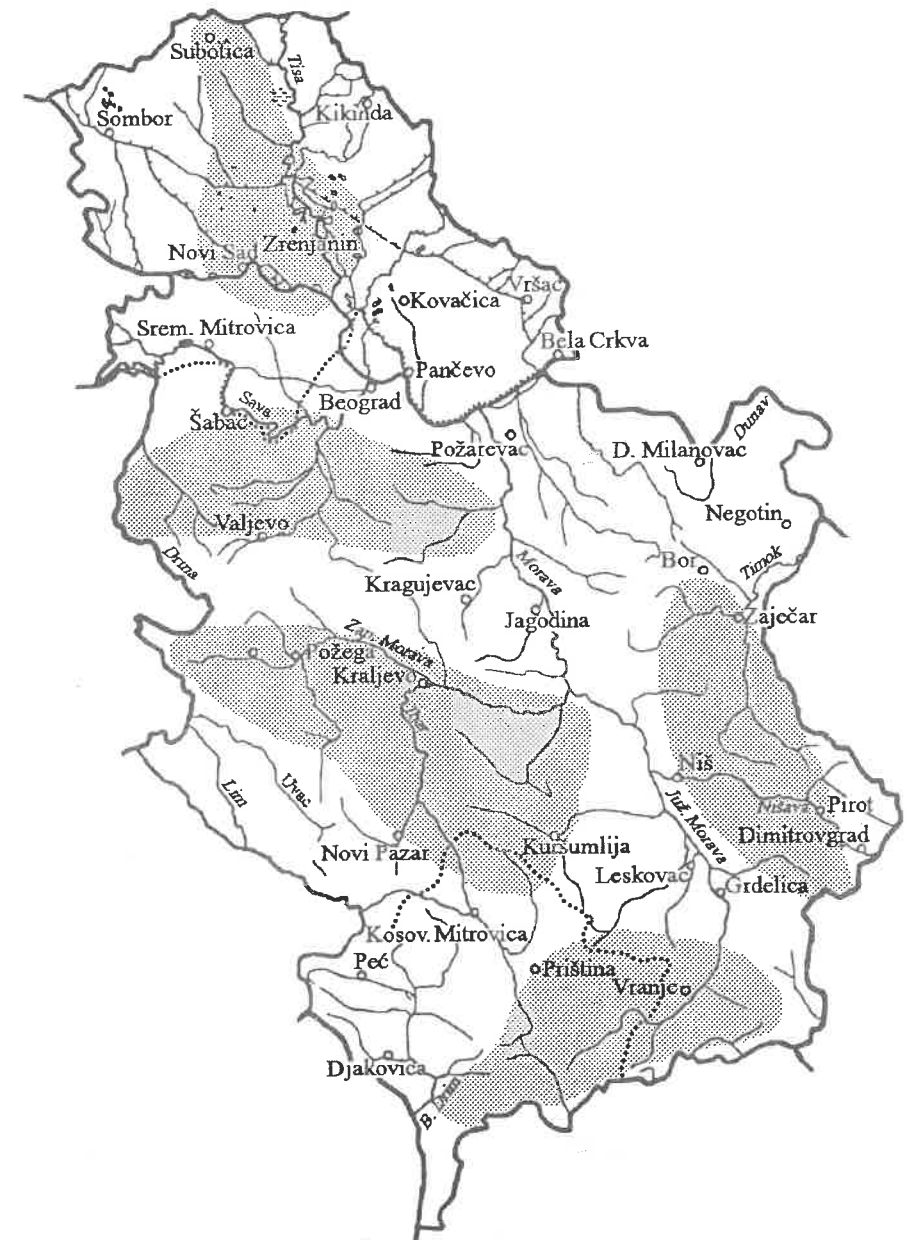 Subotica
Tisa
Sombor
Kikinda
Novi Sad
Zrenjanin
Vršac
Kovačica
Srem. Mitrovica
Bela Crkva
Pančevo
Beograd
Sava
Šabac
Dunav
Požarevac
D. Milanovac
Valjevo
Negotin
Drina
Bor
Timok
Morava
Kragujevac
Jagodina
Zaječar
Zap. Morava
Požega
Kraljevo
Ibar
Niš
Lim
Uvac
Juž. Morava
Nišava
Pirot
Dimitrovgrad
Novi Pazar
Kuršumlija
Leskovac
Grdelica
Kosov. Mitrovica
Peć
Priština
Vranje
Djakovica
B. Drim